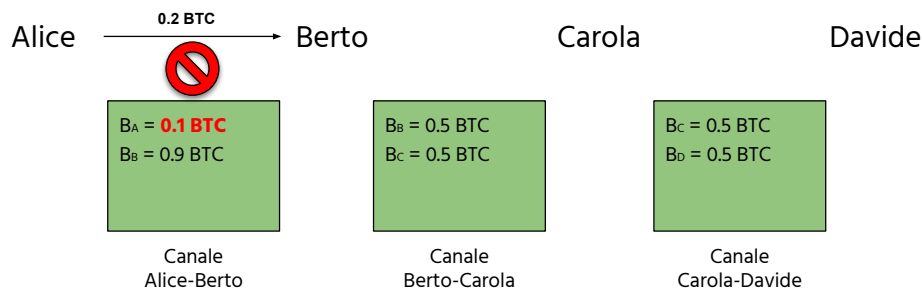 0.2 BTC
Alice Berto Carola Davide
BA = 0.1 BTC
BB = 0.9 BTC
BB = 0.5 BTC
BC = 0.5 BTC
BC = 0.5 BTC
BD = 0.5 BTC
Canale
Alice-Berto
Canale
Berto-Carola
Canale
Carola-Davide